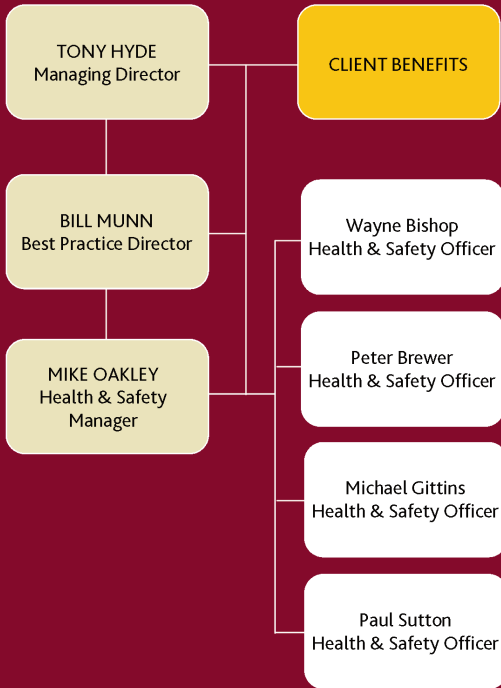 TONY HYDE
Managing Director
CLIENT BENEFITS
BILL MUNN
Best Practice Director
Wayne Bishop
Health & Safety Officer
Peter Brewer
Health & Safety Officer
MIKE OAKLEY
Health & Safety
Manager
Michael Gittins
Health & Safety Officer
Paul Sutton
Health & Safety Officer